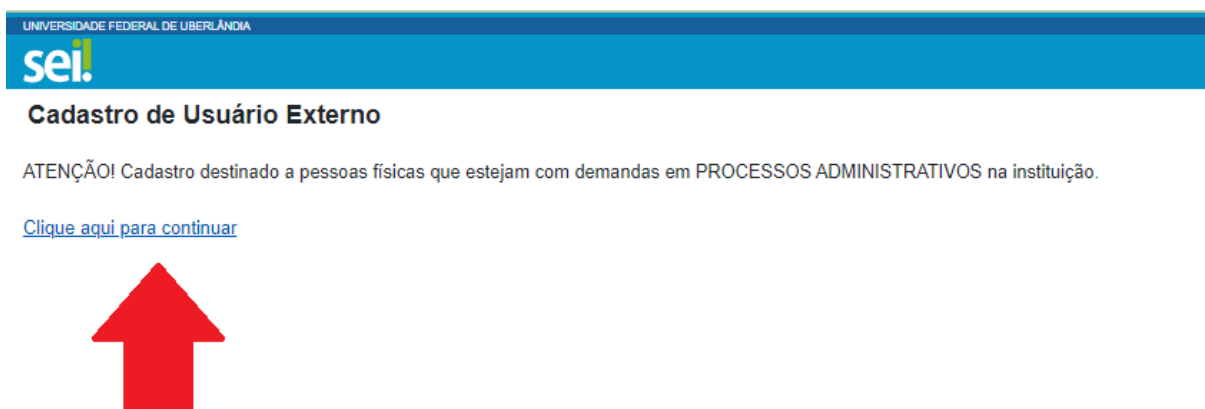 UNIVERSIDADE FEDERAL DE UBERLÂNDIA
sei!
Cadastro de Usuário Externo
ATENÇÃO! Cadastro destinado a pessoas físicas que estejam com demandas em PROCESSOS ADMINISTRATIVOS na instituição.
Clique aqui para continuar